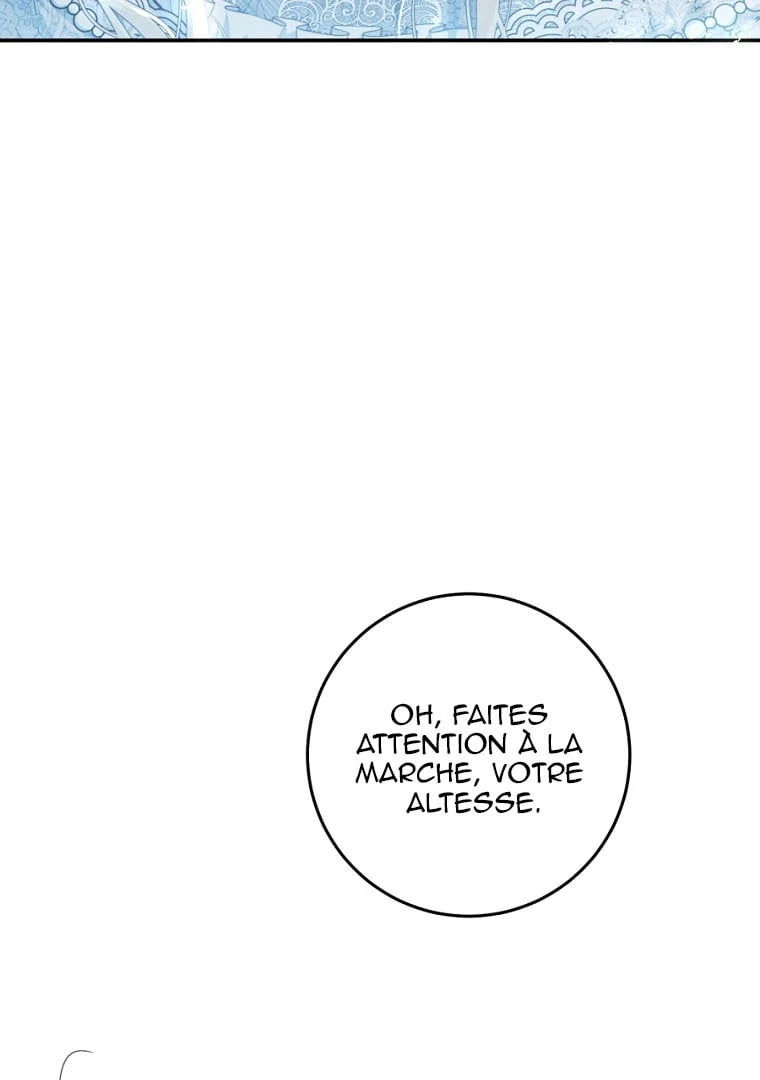 OH, FAITES
ATTENTION À LA
MARCHE, VOTRE
ALTESSE.